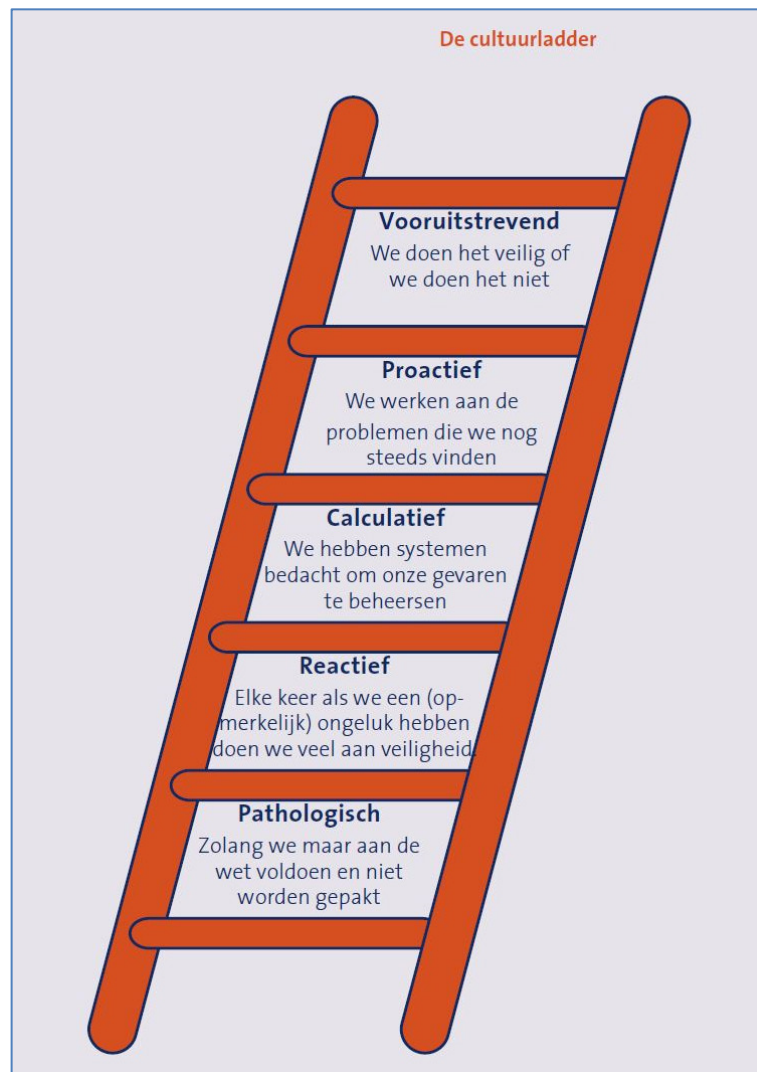 De cultuurladder
Vooruitstrevend
We doen het veilig of
we doen het niet
Proactief
We werken aan de
problemen die we nog
steeds vinden
Calculatief
We hebben systemen
bedacht om onze gevaren
te beheersen
Reactief
Elke keer als we een (op-
merkelijk) ongeluk hebben
doen we veel aan veiligheid.
Pathologisch
Zolang we maar aan de
wet voldoen en niet
worden gepakt